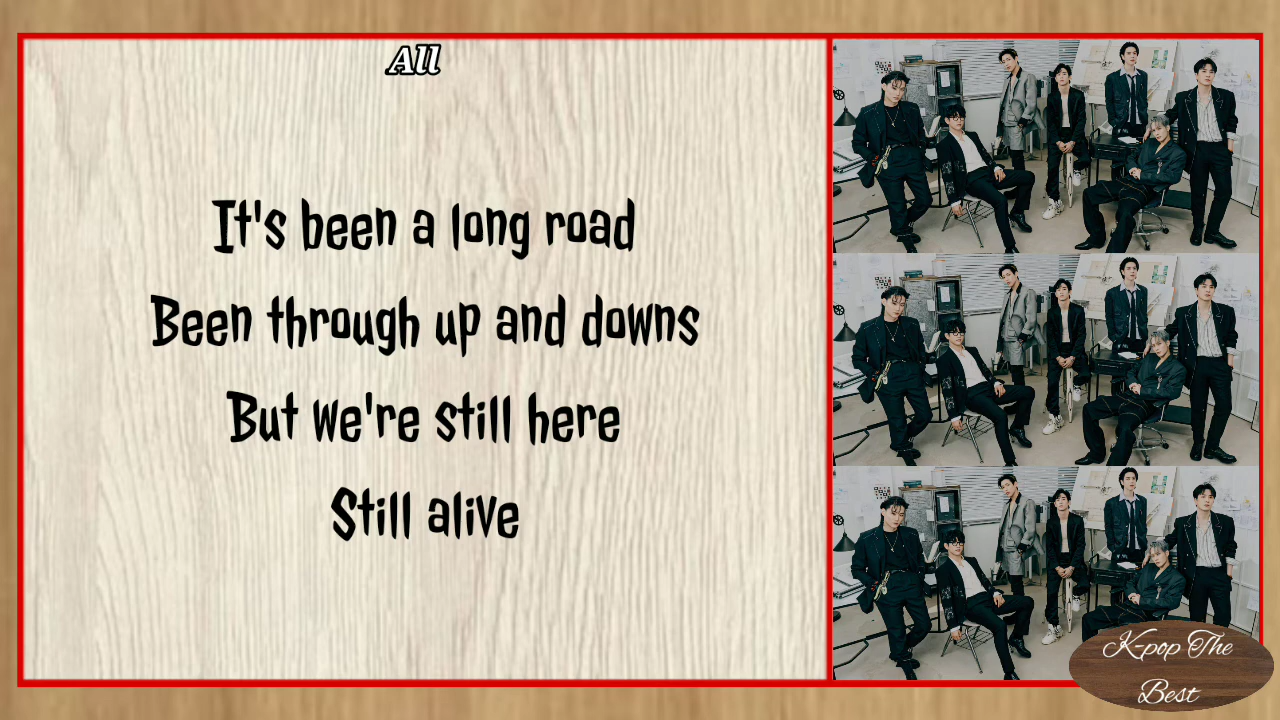 All
It's been a long road
Been through up and downs
But we're still here
Still alive
K-pop The
Best